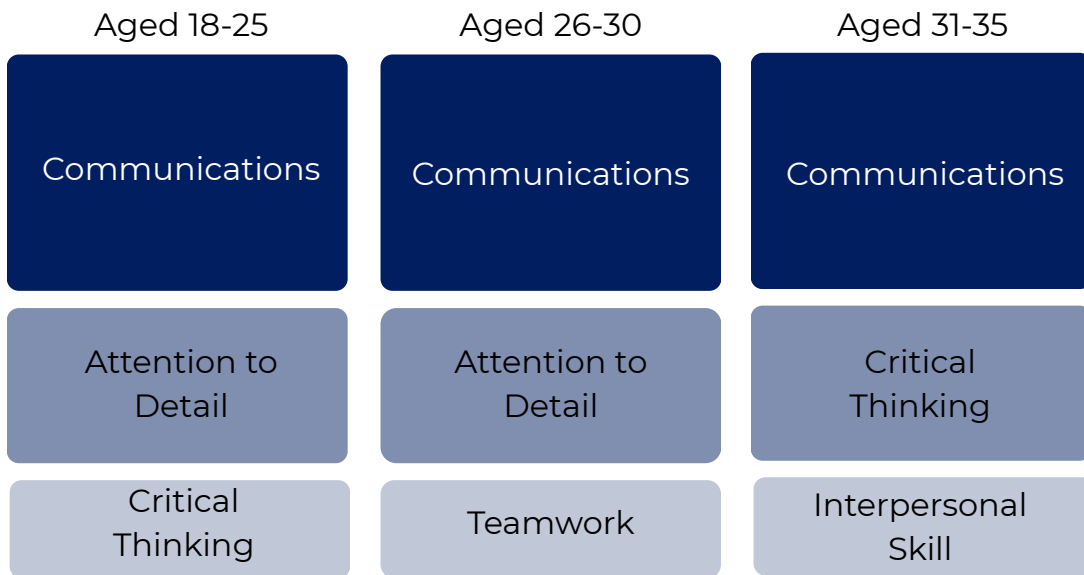 Aged 18-25
Aged 26-30
Aged 31-35
Communications
Communications
Communications
Attention to
Detail
Attention to
Detail
Critical
Thinking
Critical
Thinking
Teamwork
Interpersonal
Skill